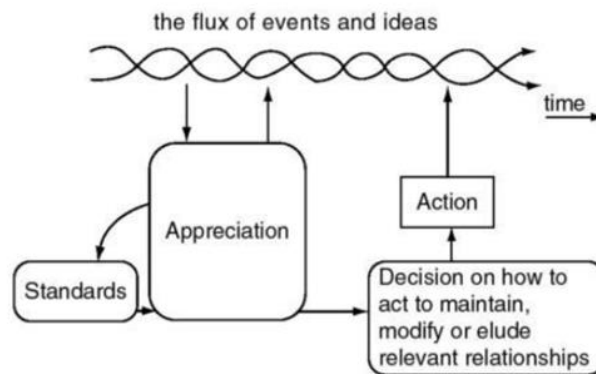 the flux of events and ideas
time
Appreciation
Action
Standards
Decision on how to
act to maintain,
modify or elude
relevant relationships